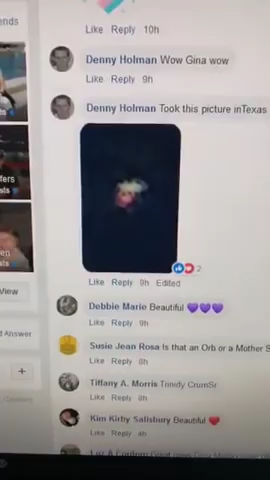 ends
Like Reply 10h
Denny Holman Wow Gina wow
Like Reply 9h
Denny Holman Took this picture inTexas
fers
2
Like Reply 9h Edited
View
Debbie Marie Beautiful 💜💜💜
Like Reply 9h
Answer
Susie Jean Rosa Is that an Orb or a Mother S
Like Reply 8h
+
Tiffany A. Morris Trinidy CrumSr
Like Reply 8h
Kim Kirby Salisbury Beautiful ❤️
Like Reply